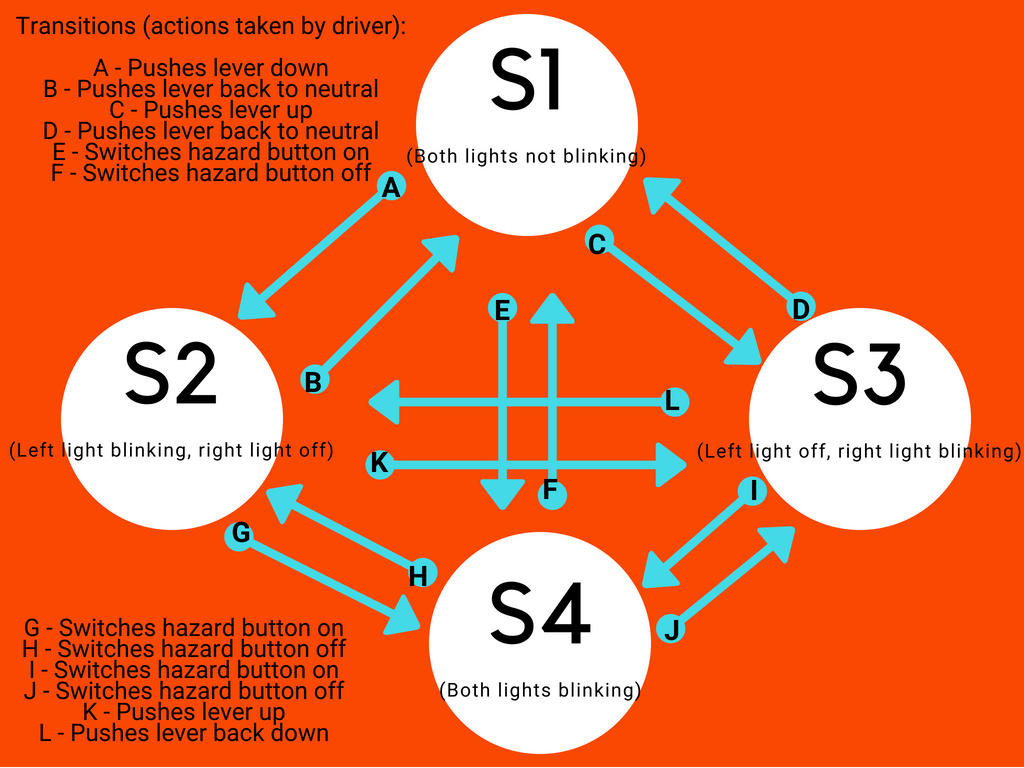 Transitions (actions taken by driver):
A - Pushes lever down
B - Pushes lever back to neutral
C - Pushes lever up
D - Pushes lever back to neutral
E - Switches hazard button on
F - Switches hazard button off
S1
(Both lights not blinking)
A
C
D
E
B
L
K
F
I
S2
(Left light blinking, right light off)
S3
(Left light off, right light blinking)
G
H
J
S4
(Both lights blinking)
G - Switches hazard button on
H - Switches hazard button off
I - Switches hazard button on
J - Switches hazard button off
K - Pushes lever up
L - Pushes lever back down